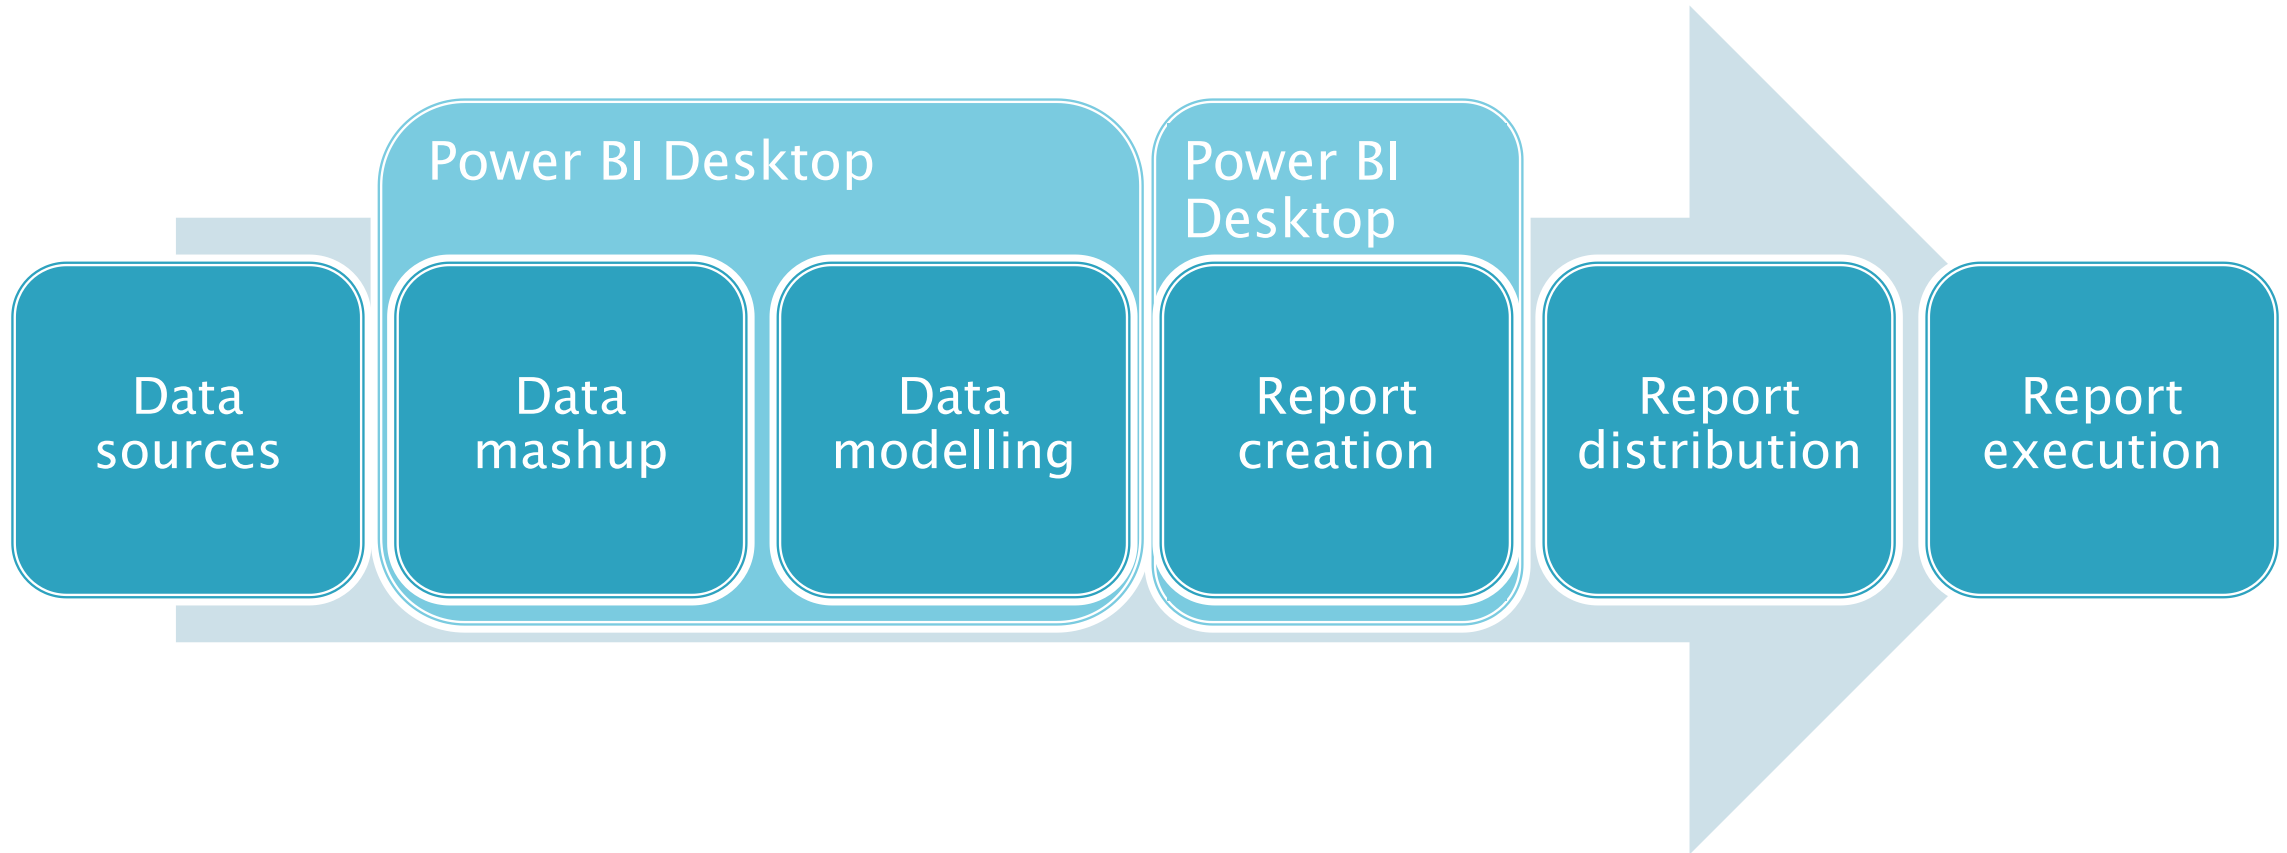 Power BI Desktop
Power BI
Desktop
Data
sources
Data
mashup
Data
modelling
Report
creation
Report
distribution
Report
execution